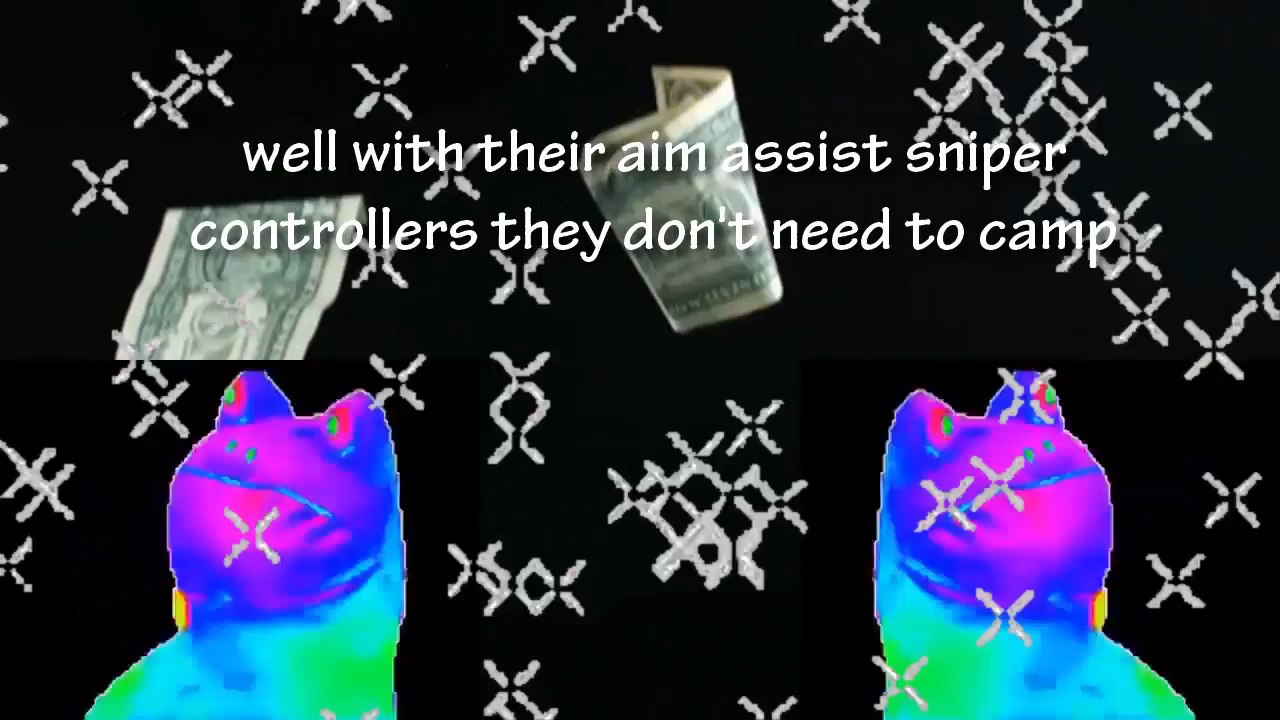 well with their aim assist sniper
controllers they don't need to camp